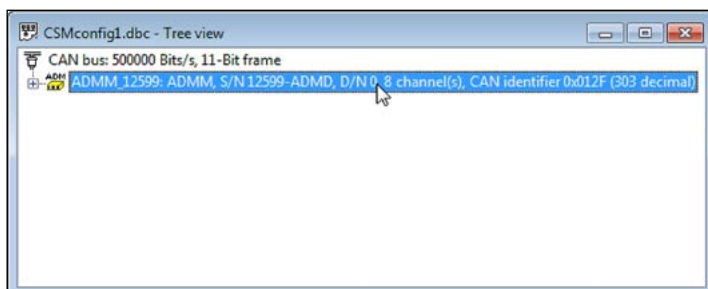 CSMconfig1.dbc - Tree view
CAN bus: 500000 Bits/s, 11-Bit frame
ADM ADMM_12599: ADMM, S/N 12599-ADMD, D/N 0, 8 channel(s), CAN identifier 0x012F (303 decimal)